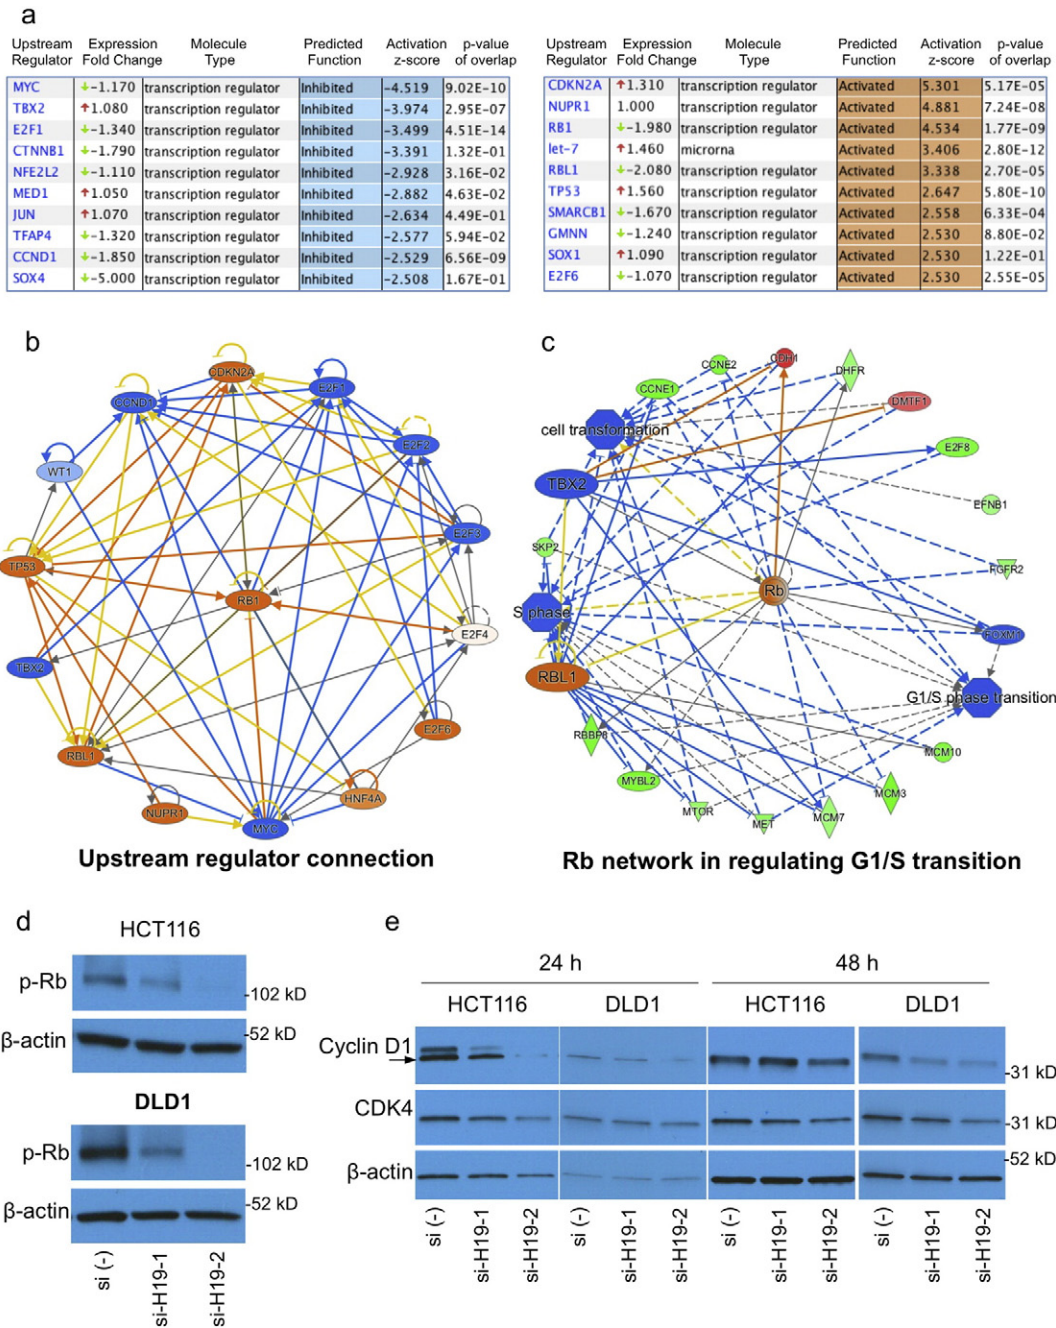 a
Upstream Regulator Expression Fold Change Molecule Type Predicted Function Activation z-score p-value of overlap
MYC -1.170 transcription regulator Inhibited -4.519 9.02E-10
TBX2 1.080 transcription regulator Inhibited -3.974 2.95E-07
E2F1 -1.340 transcription regulator Inhibited -3.499 4.51E-14
CTNNB1 -1.790 transcription regulator Inhibited -3.391 1.32E-01
NFE2L2 -1.110 transcription regulator Inhibited -2.928 3.16E-02
MED1 1.050 transcription regulator Inhibited -2.882 4.63E-02
JUN 1.070 transcription regulator Inhibited -2.634 4.49E-01
TFAP4 -1.320 transcription regulator Inhibited -2.577 5.94E-02
CCND1 -1.850 transcription regulator Inhibited -2.529 6.56E-09
SOX4 -5.000 transcription regulator Inhibited -2.508 1.67E-01
Upstream Regulator Expression Fold Change Molecule Type Predicted Function Activation z-score p-value of overlap
CDKN2A 1.310 transcription regulator Activated 5.301 5.17E-05
NUPR1 1.000 transcription regulator Activated 4.881 7.24E-08
RB1 -1.980 transcription regulator Activated 4.534 1.77E-09
let-7 1.460 microrna Activated 3.406 2.80E-12
RBL1 -2.080 transcription regulator Activated 3.338 2.70E-05
TP53 1.560 transcription regulator Activated 2.647 5.80E-10
SMARCB1 -1.670 transcription regulator Activated 2.558 6.33E-04
GMNN -1.240 transcription regulator Activated 2.530 8.80E-02
SOX1 1.090 transcription regulator Activated 2.530 1.22E-01
E2F6 -1.070 transcription regulator Activated 2.530 2.55E-05
b
CDKN2A
E2F1
CCND1
E2F2
WT1
E2F3
TP53
RB1
E2F4
TBX2
E2F6
RBL1
HNF4A
NUPR1
MYC
Upstream regulator connection
c
CCNE2
CDH1
DHFR
CCNE1
DMTF1
cell transformation
E2F8
TBX2
EFNB1
SKP2
FGFR2
Rb
S phase
FOXM1
RBL1
G1/S phase transition
RBBP8
MCM10
MYBL2
MCM3
MTOR
MET
MCM7
Rb network in regulating G1/S transition
d
HCT116
p-Rb
-102 kD
β-actin
-52 kD
DLD1
p-Rb
-102 kD
β-actin
-52 kD
si (-)
si-H19-1
si-H19-2
e
24 h 48 h
HCT116 DLD1 HCT116 DLD1
Cyclin D1
-31 kD
CDK4
-31 kD
β-actin
-52 kD
si (-) si-H19-1 si-H19-2 si (-) si-H19-1 si-H19-2 si (-) si-H19-1 si-H19-2 si (-) si-H19-1 si-H19-2